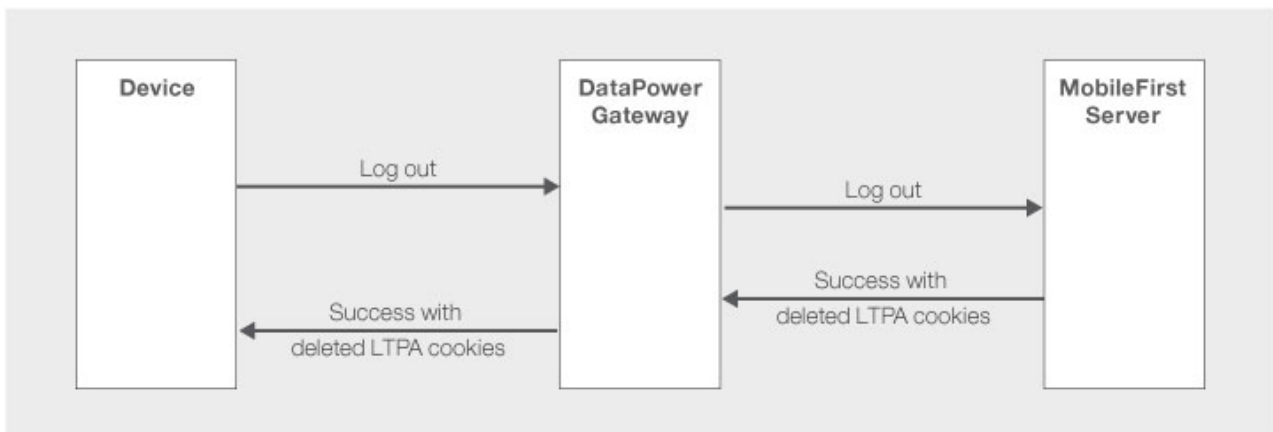 Device
DataPower
Gateway
MobileFirst
Server
Log out
Log out
Success with
deleted LTPA cookies
Success with
deleted LTPA cookies